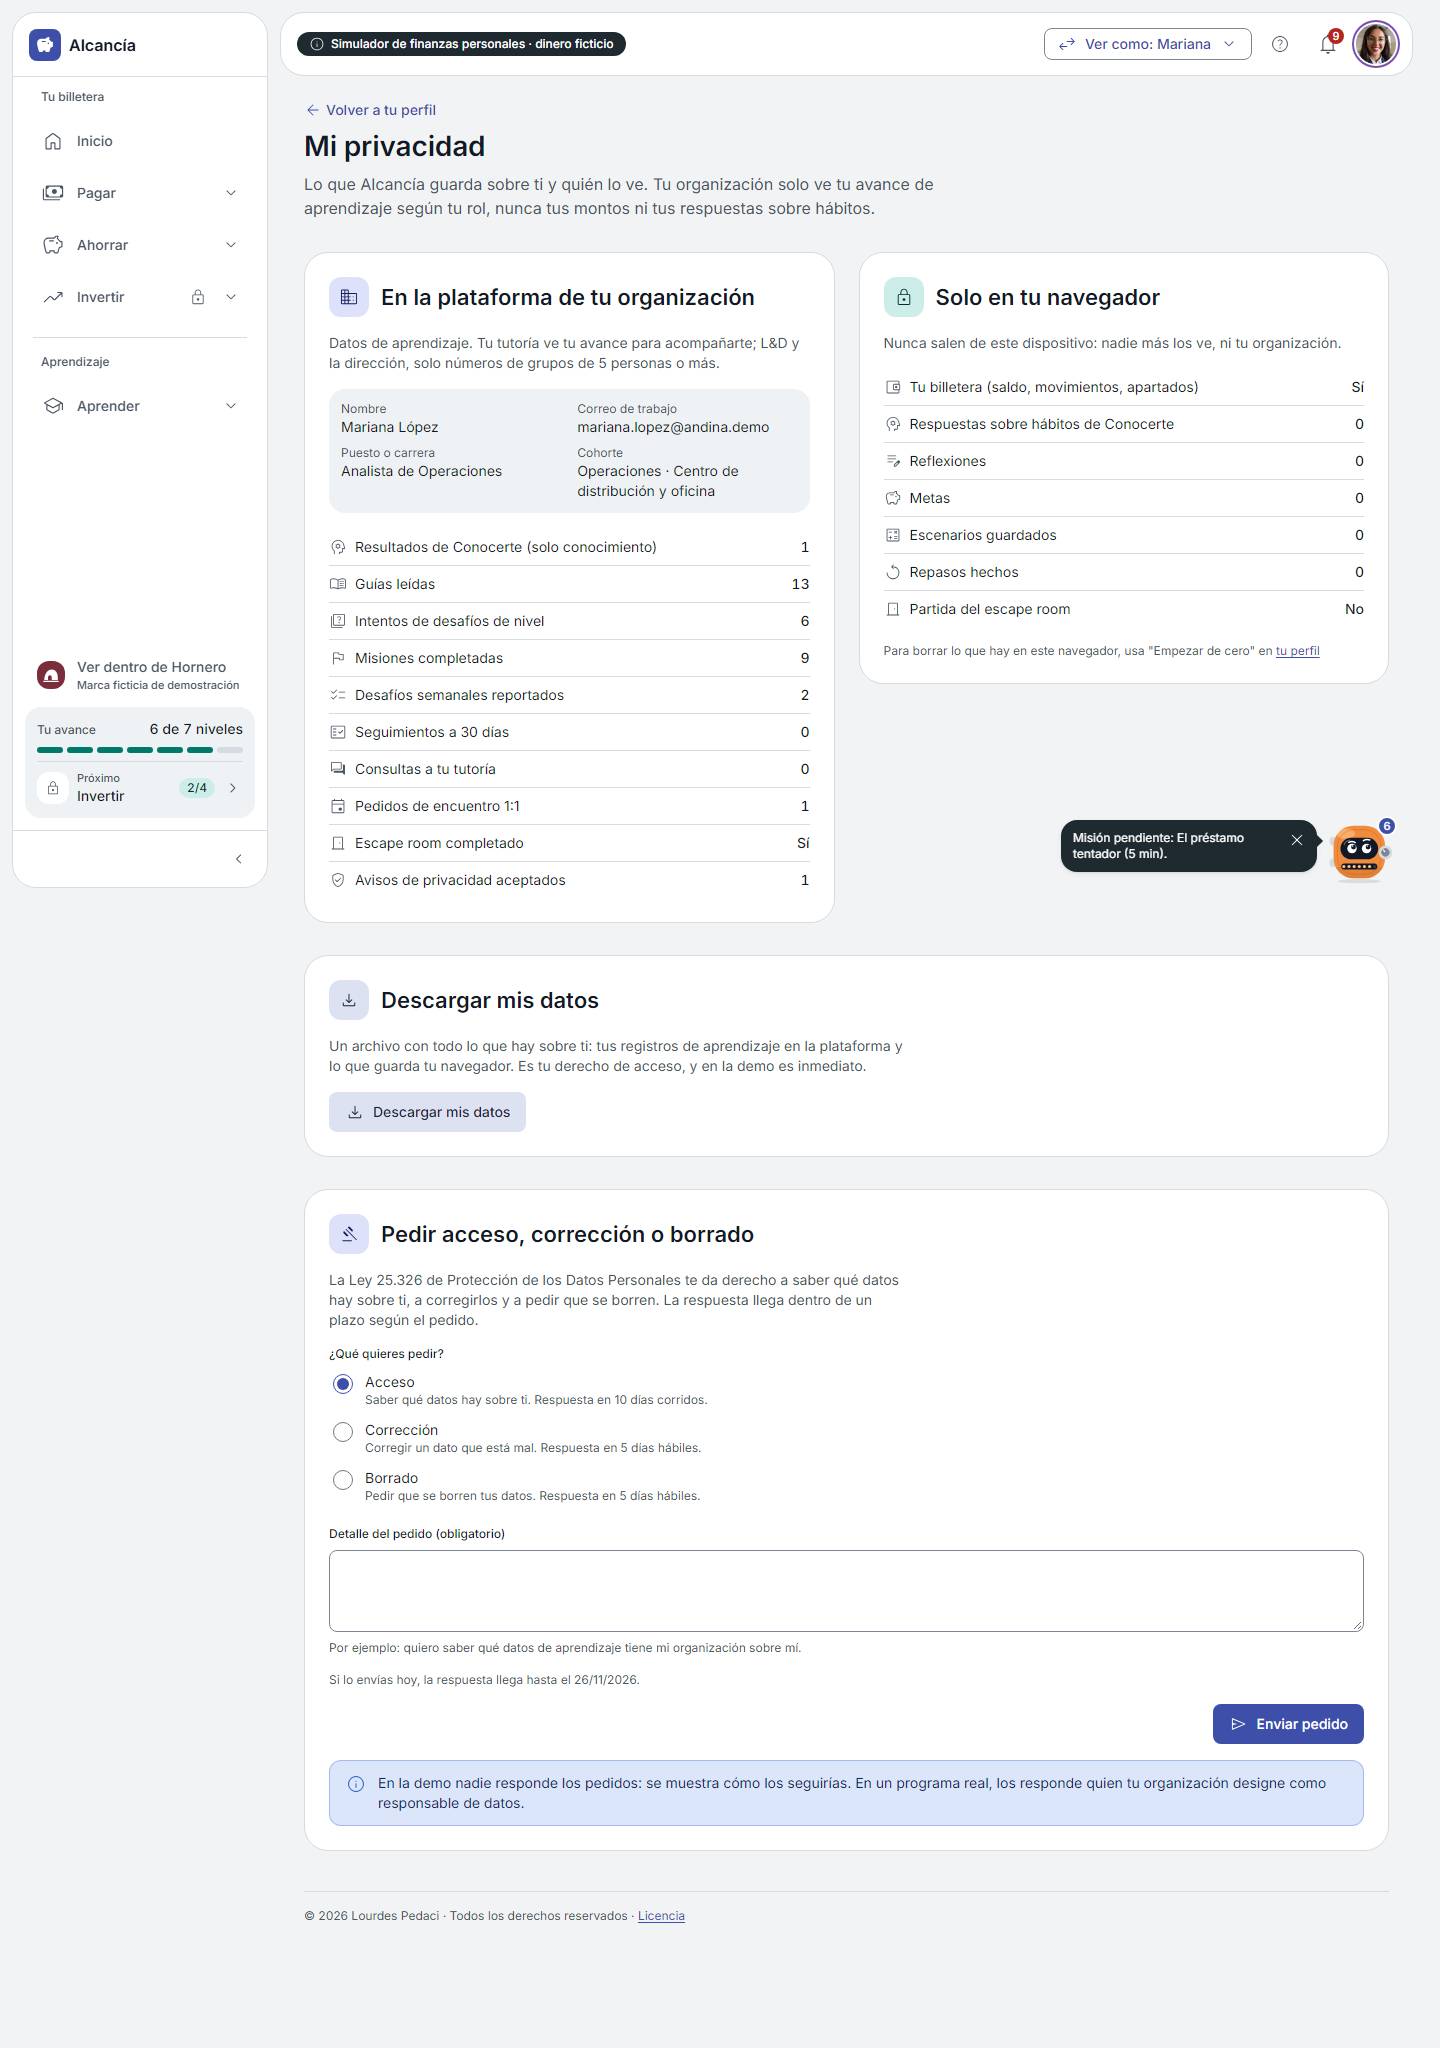 Alcancía
Tu billetera
Inicio
Pagar
Ahorrar
Invertir
Aprendizaje
Aprender
Ver dentro de Hornero
Marca ficticia de demostración
Tu avance
6 de 7 niveles
Próximo
Invertir
2/4
Simulador de finanzas personales · dinero ficticio
Ver como: Mariana
9
Volver a tu perfil
Mi privacidad
Lo que Alcancía guarda sobre ti y quién lo ve. Tu organización solo ve tu avance de
aprendizaje según tu rol, nunca tus montos ni tus respuestas sobre hábitos.
En la plataforma de tu organización
Datos de aprendizaje. Tu tutoría ve tu avance para acompañarte; L&D y
la dirección, solo números de grupos de 5 personas o más.
Nombre
Mariana López
Correo de trabajo
mariana.lopez@andina.demo
Puesto o carrera
Analista de Operaciones
Cohorte
Operaciones · Centro de
distribución y oficina
Resultados de Conocerte (solo conocimiento) 1
Guías leídas 13
Intentos de desafíos de nivel 6
Misiones completadas 9
Desafíos semanales reportados 2
Seguimientos a 30 días 0
Consultas a tu tutoría 0
Pedidos de encuentro 1:1 1
Escape room completado Sí
Avisos de privacidad aceptados 1
Solo en tu navegador
Nunca salen de este dispositivo: nadie más los ve, ni tu organización.
Tu billetera (saldo, movimientos, apartados) Sí
Respuestas sobre hábitos de Conocerte 0
Reflexiones 0
Metas 0
Escenarios guardados 0
Repasos hechos 0
Partida del escape room No
Para borrar lo que hay en este navegador, usa "Empezar de cero" en tu perfil
Misión pendiente: El préstamo
tentador (5 min).
6
Descargar mis datos
Un archivo con todo lo que hay sobre ti: tus registros de aprendizaje en la plataforma y
lo que guarda tu navegador. Es tu derecho de acceso, y en la demo es inmediato.
Descargar mis datos
Pedir acceso, corrección o borrado
La Ley 25.326 de Protección de los Datos Personales te da derecho a saber qué datos
hay sobre ti, a corregirlos y a pedir que se borren. La respuesta llega dentro de un
plazo según el pedido.
¿Qué quieres pedir?
Acceso
Saber qué datos hay sobre ti. Respuesta en 10 días corridos.
Corrección
Corregir un dato que está mal. Respuesta en 5 días hábiles.
Borrado
Pedir que se borren tus datos. Respuesta en 5 días hábiles.
Detalle del pedido (obligatorio)
Por ejemplo: quiero saber qué datos de aprendizaje tiene mi organización sobre mí.
Si lo envías hoy, la respuesta llega hasta el 26/11/2026.
Enviar pedido
En la demo nadie responde los pedidos: se muestra cómo los seguirías. En un programa real, los responde quien tu organización designe como
responsable de datos.
© 2026 Lourdes Pedaci · Todos los derechos reservados · Licencia